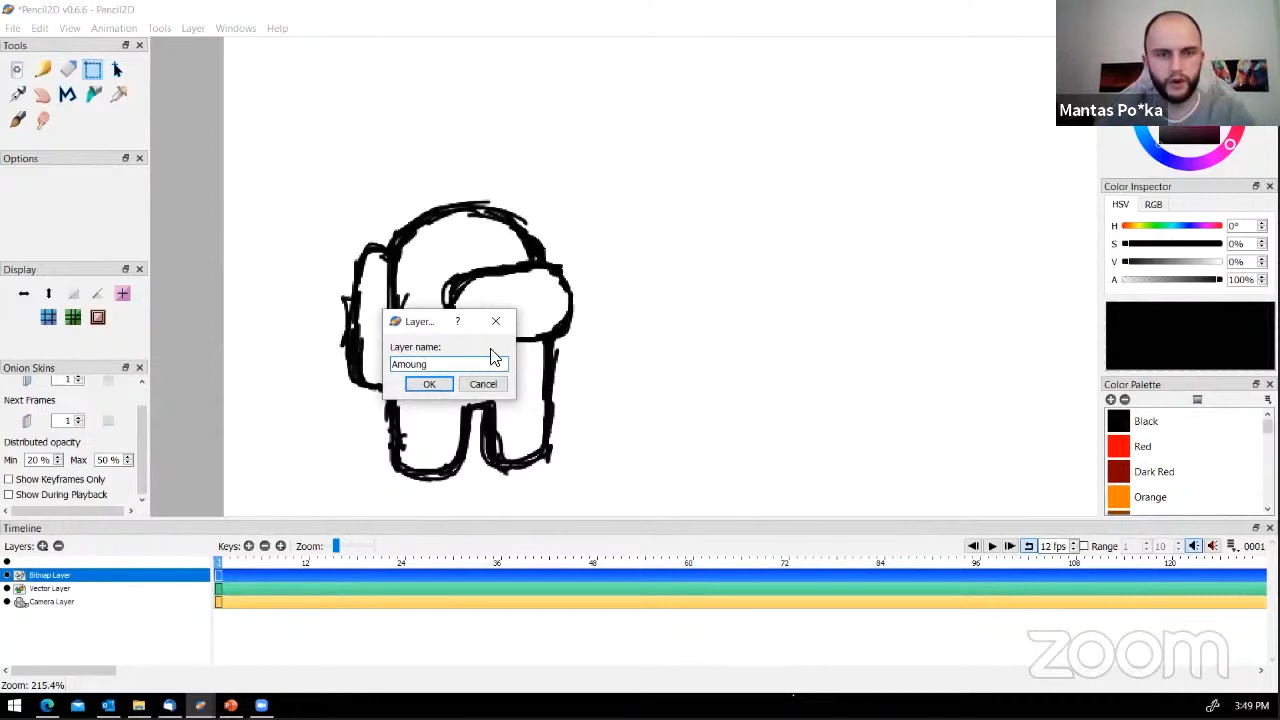 *Pencil2D v0.6.6 - Pencil2D
File Edit View Animation Tools Layer Windows Help
Tools
Mantas Po*ka
Options
Color Inspector
HSV RGB
H 0°
S 0%
V 0%
A 100%
Display
Layer... ?
Layer name:
Amoung
OK Cancel
Onion Skins
1
Next Frames
1
Distributed opacity
Min 20 % Max 50 %
Show Keyframes Only
Show During Playback
Color Palette
Black
Red
Dark Red
Orange
Timeline
Layers: Keys: Zoom: 12 fps Range 1 10 0001
1 12 24 36 48 60 72 84 96 108 120
Bitmap Layer
Vector Layer
Camera Layer
zoom
Zoom: 215.4%
3:49 PM